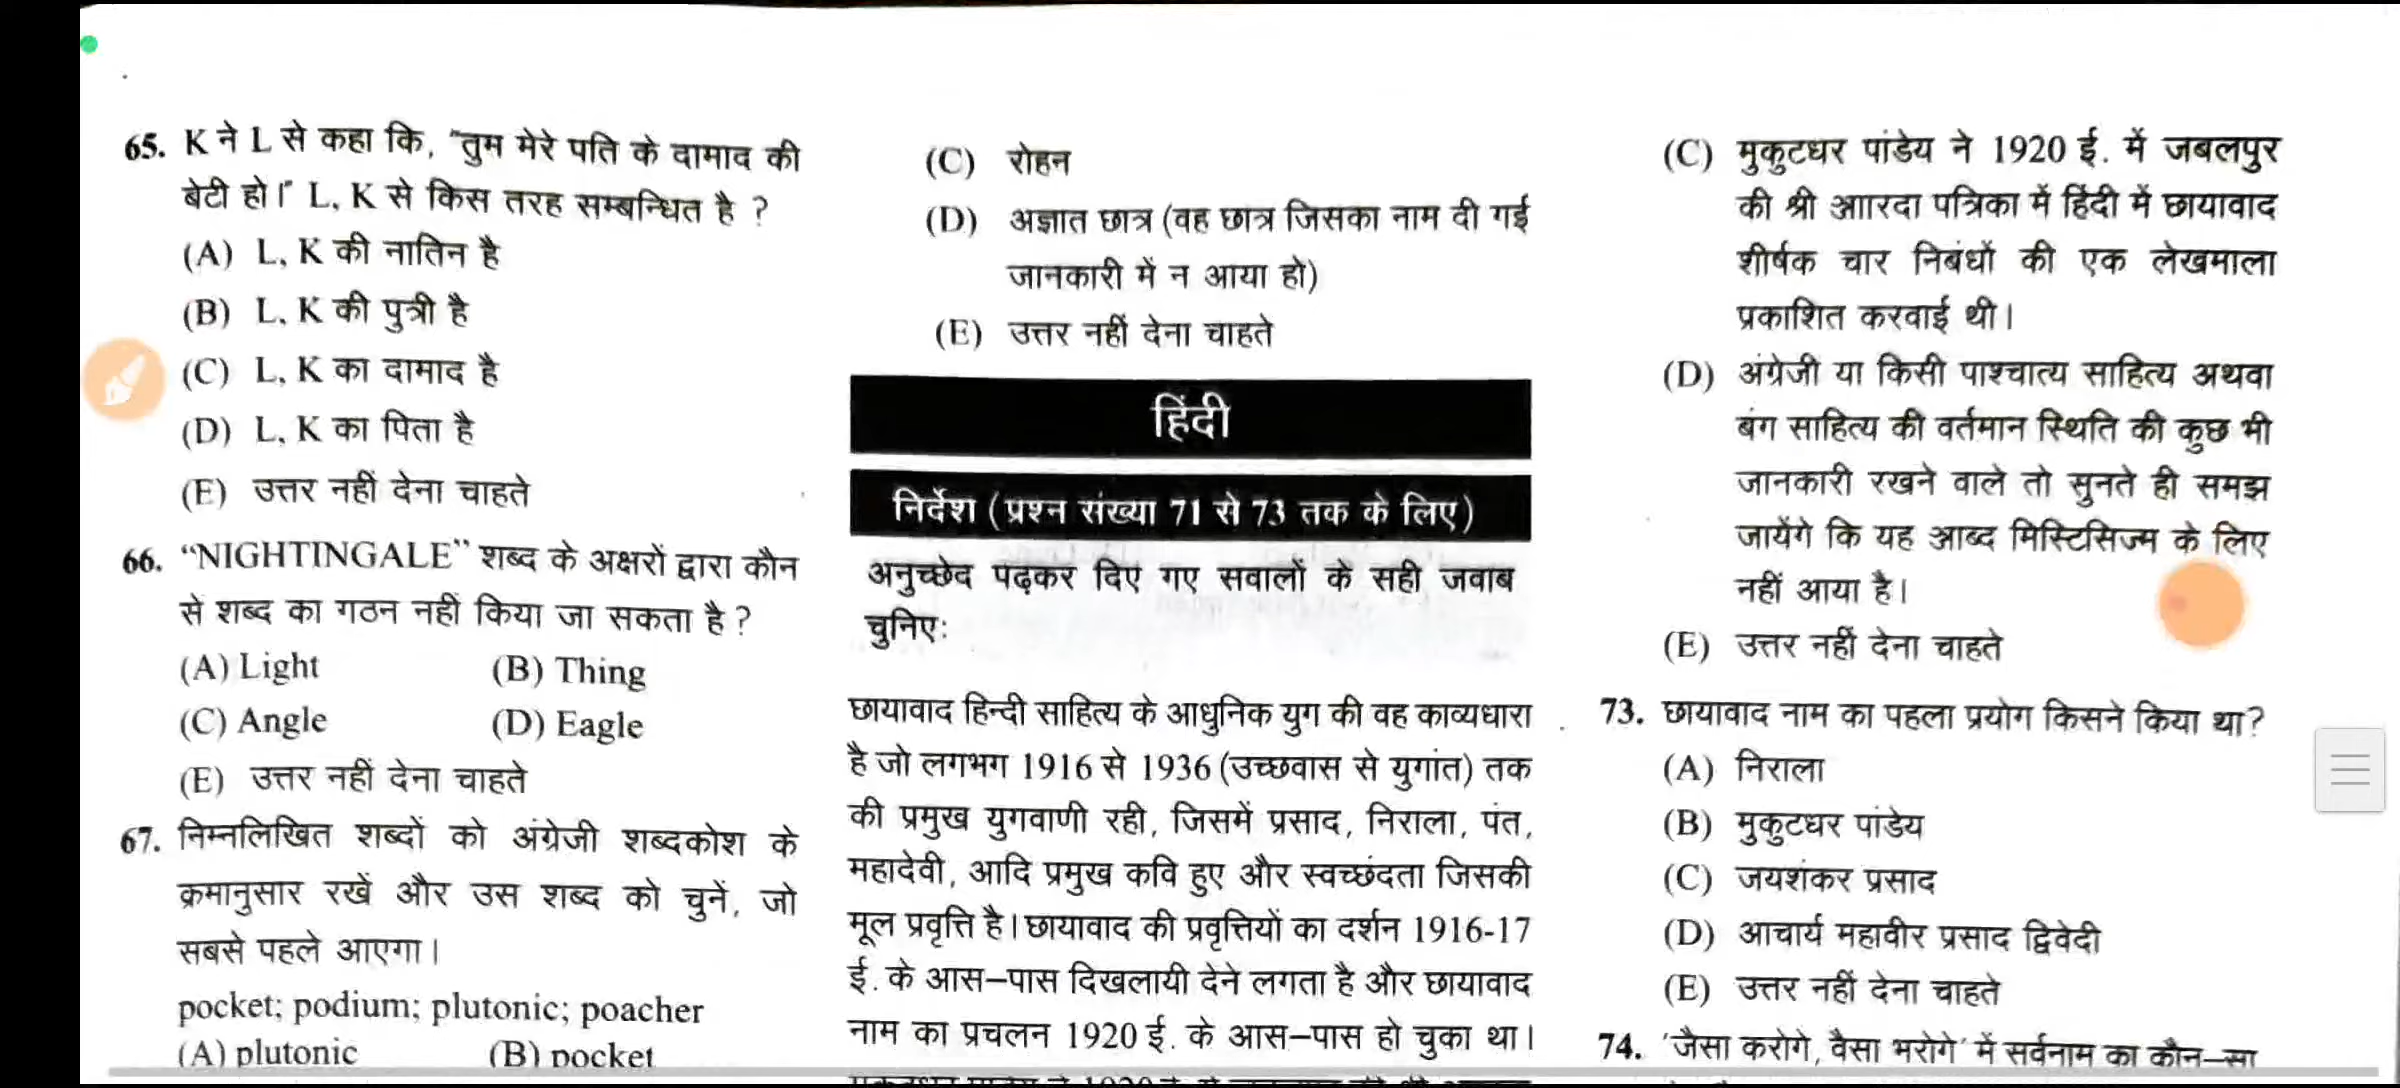 65. K ने L से कहा कि, "तुम मेरे पति के दामाद की
बेटी हो।" L, K से किस तरह सम्बन्धित है ?
(A) L, K की नातिन है
(B) L, K की पुत्री है
(C) L, K का दामाद है
(D) L, K का पिता है
(E) उत्तर नहीं देना चाहते
66. “NIGHTINGALE” शब्द के अक्षरों द्वारा कौन
से शब्द का गठन नहीं किया जा सकता है ?
(A) Light (B) Thing
(C) Angle (D) Eagle
(E) उत्तर नहीं देना चाहते
67. निम्नलिखित शब्दों को अंग्रेजी शब्दकोश के
क्रमानुसार रखें और उस शब्द को चुनें, जो
सबसे पहले आएगा।
pocket; podium; plutonic; poacher
(A) plutonic (B) pocket
(C) रोहन
(D) अज्ञात छात्र (वह छात्र जिसका नाम दी गई
जानकारी में न आया हो)
(E) उत्तर नहीं देना चाहते
हिंदी
निर्देश (प्रश्न संख्या 71 से 73 तक के लिए)
अनुच्छेद पढ़कर दिए गए सवालों के सही जवाब
चुनिए:
छायावाद हिन्दी साहित्य के आधुनिक युग की वह काव्यधारा
है जो लगभग 1916 से 1936 (उच्छवास से युगांत) तक
की प्रमुख युगवाणी रही, जिसमें प्रसाद, निराला, पंत,
महादेवी, आदि प्रमुख कवि हुए और स्वच्छंदता जिसकी
मूल प्रवृत्ति है। छायावाद की प्रवृत्तियों का दर्शन 1916-17
ई. के आस-पास दिखलायी देने लगता है और छायावाद
नाम का प्रचलन 1920 ई. के आस-पास हो चुका था।
(C) मुकुटधर पांडेय ने 1920 ई. में जबलपुर
की श्री आारदा पत्रिका में हिंदी में छायावाद
शीर्षक चार निबंधों की एक लेखमाला
प्रकाशित करवाई थी।
(D) अंग्रेजी या किसी पाश्चात्य साहित्य अथवा
बंग साहित्य की वर्तमान स्थिति की कुछ भी
जानकारी रखने वाले तो सुनते ही समझ
जायेंगे कि यह आब्द मिस्टिसिज्म के लिए
नहीं आया है।
(E) उत्तर नहीं देना चाहते
73. छायावाद नाम का पहला प्रयोग किसने किया था?
(A) निराला
(B) मुकुटधर पांडेय
(C) जयशंकर प्रसाद
(D) आचार्य महावीर प्रसाद द्विवेदी
(E) उत्तर नहीं देना चाहते
74. 'जैसा करोगे, वैसा भरोगे' में सर्वनाम का कौन-सा